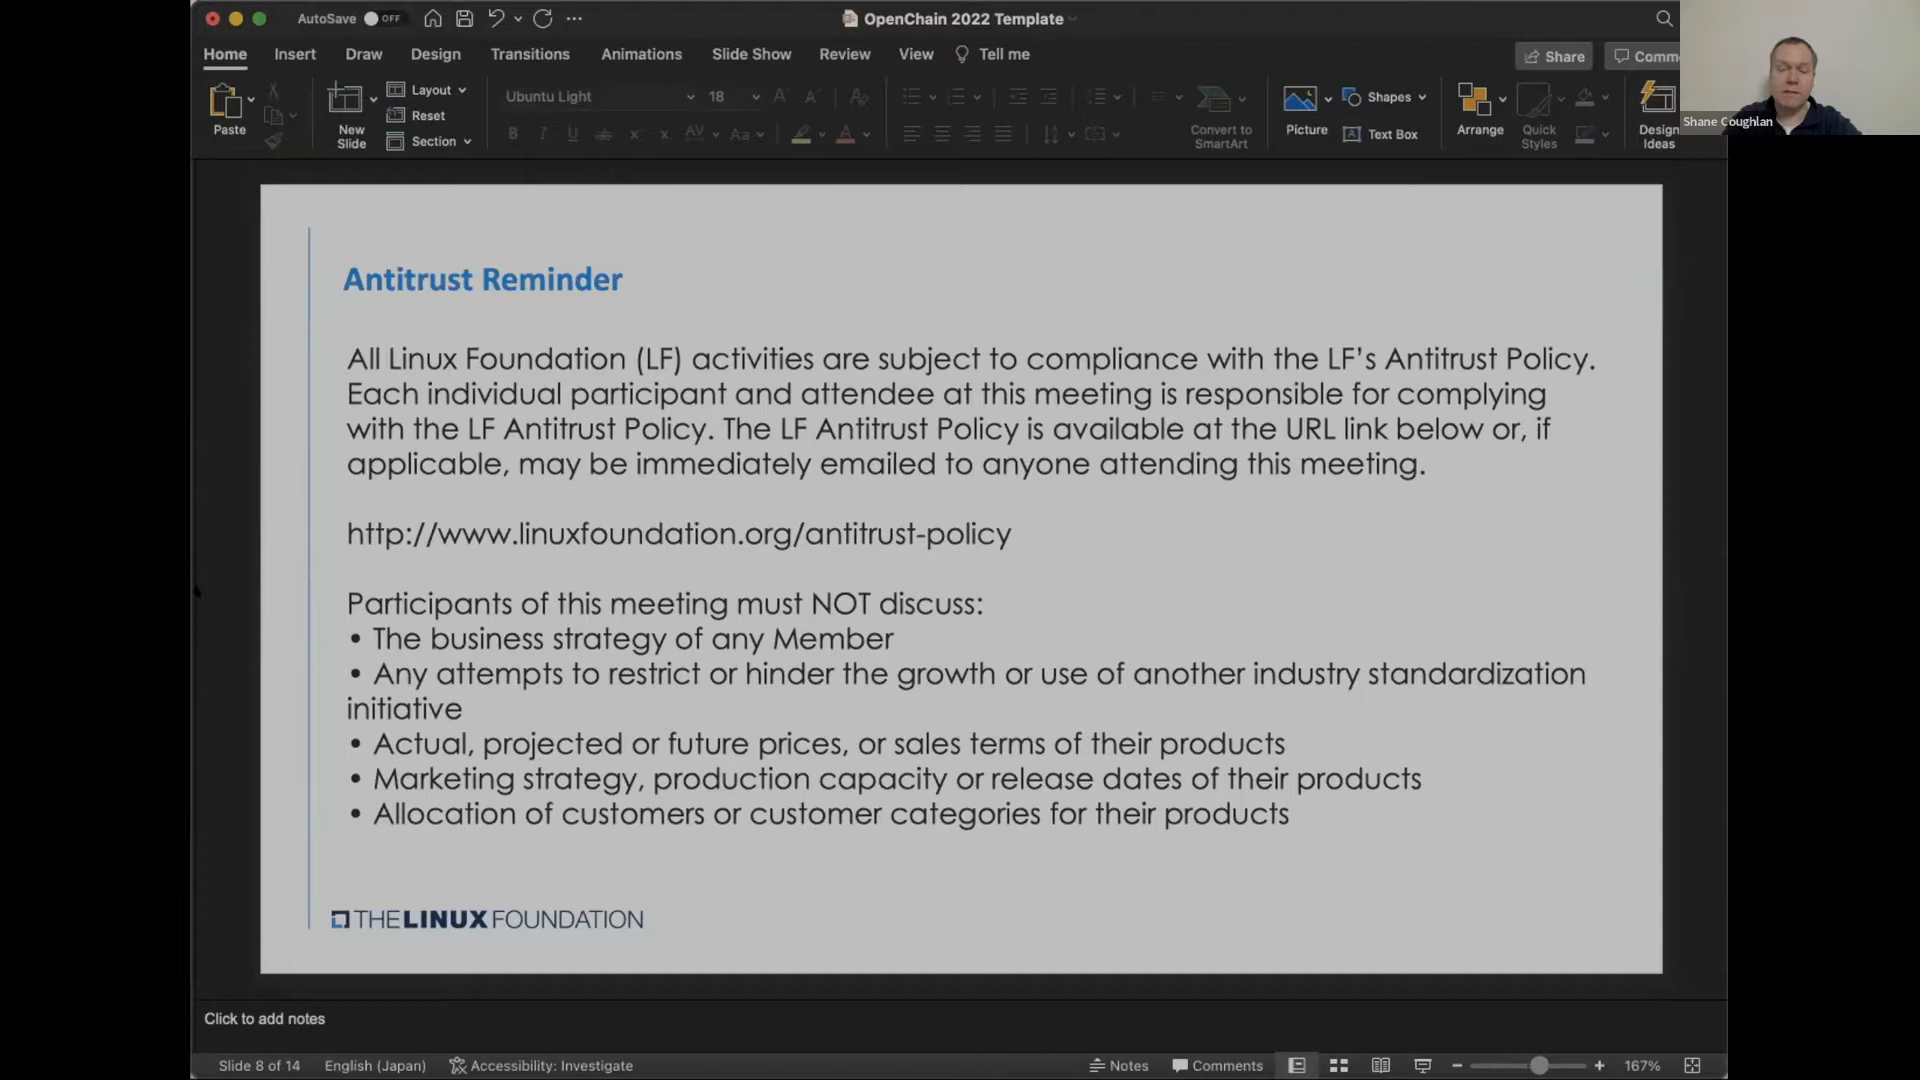 AutoSave OFF
OpenChain 2022 Template
Home Insert Draw Design Transitions Animations Slide Show Review View Tell me
Share Comme
Paste
New Slide
Layout
Reset
Section
Ubuntu Light 18
Convert to SmartArt
Picture
Shapes
Text Box
Arrange
Quick Styles
Design Ideas
Shane Coughlan
Antitrust Reminder
All Linux Foundation (LF) activities are subject to compliance with the LF’s Antitrust Policy.
Each individual participant and attendee at this meeting is responsible for complying
with the LF Antitrust Policy. The LF Antitrust Policy is available at the URL link below or, if
applicable, may be immediately emailed to anyone attending this meeting.
http://www.linuxfoundation.org/antitrust-policy
Participants of this meeting must NOT discuss:
• The business strategy of any Member
• Any attempts to restrict or hinder the growth or use of another industry standardization
initiative
• Actual, projected or future prices, or sales terms of their products
• Marketing strategy, production capacity or release dates of their products
• Allocation of customers or customer categories for their products
THE LINUX FOUNDATION
Click to add notes
Slide 8 of 14 English (Japan) Accessibility: Investigate Notes Comments 167%